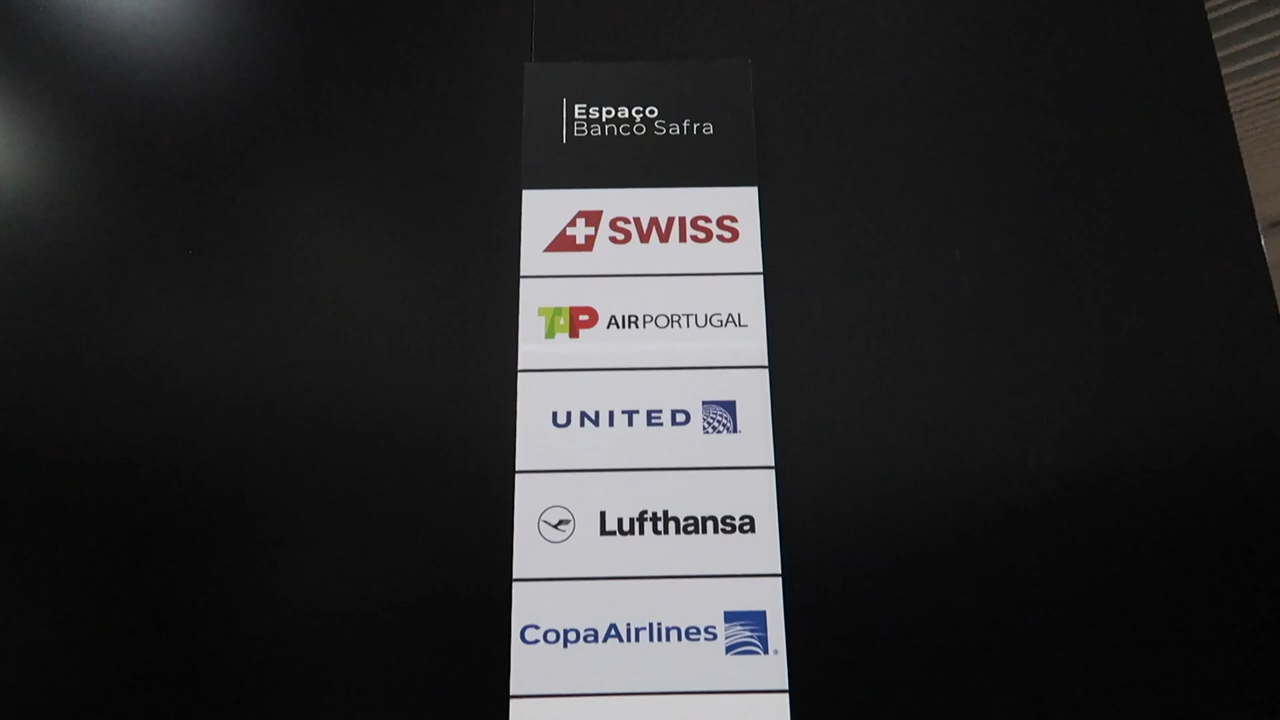 Espaço
Banco Safra
SWISS
TAP AIRPORTUGAL
UNITED
Lufthansa
CopaAirlines